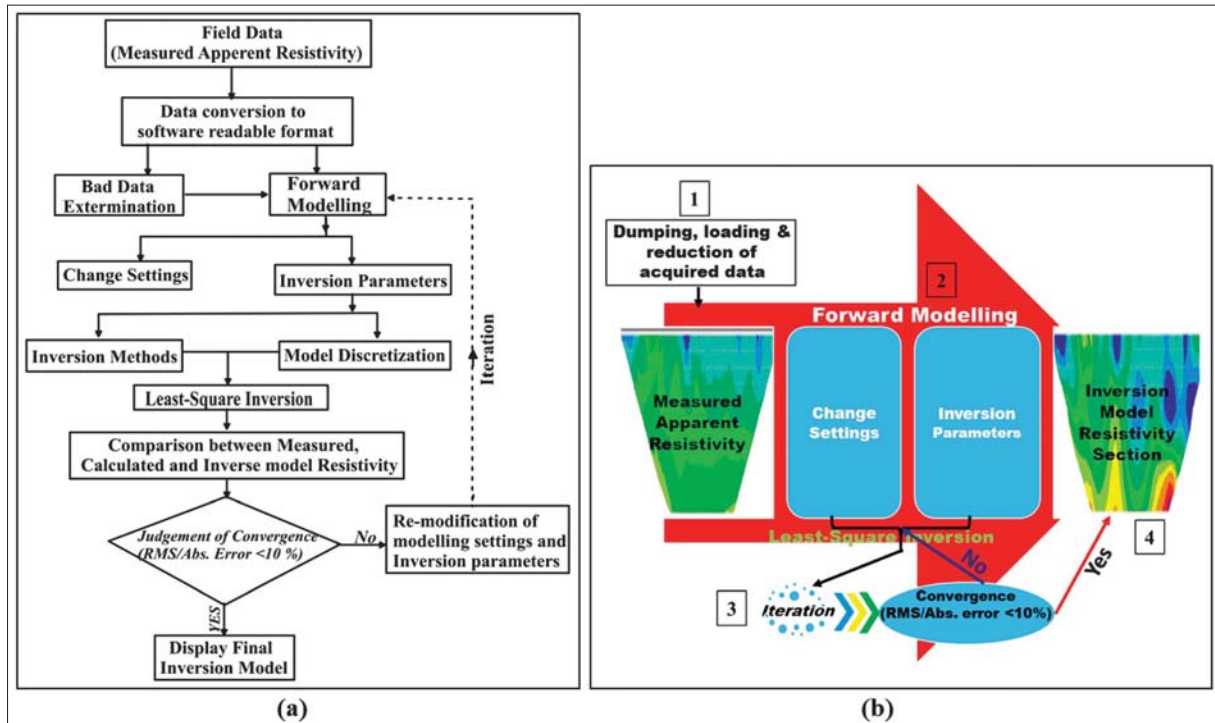 Field Data
(Measured Apperent Resistivity)
Data conversion to
software readable format
Bad Data
Extermination
Forward
Modelling
Change Settings
Inversion Parameters
Inversion Methods
Model Discretization
Iteration
Least-Square Inversion
Comparison between Measured,
Calculated and Inverse model Resistivity
Judgement of Convergence
(RMS/Abs. Error <10 %)
No
Re-modification of
modelling settings and
Inversion parameters
YES
Display Final
Inversion Model
(a)
1
Dumping, loading &
reduction of
acquired data
2
Forward Modelling
Measured
Apparent
Resistivity
Change
Settings
Inversion
Parameters
Inversion
Model
Resistivity
Section
Least-Square Inversion
No
Yes
4
3
Iteration
Convergence
(RMS/Abs. error <10%)
(b)